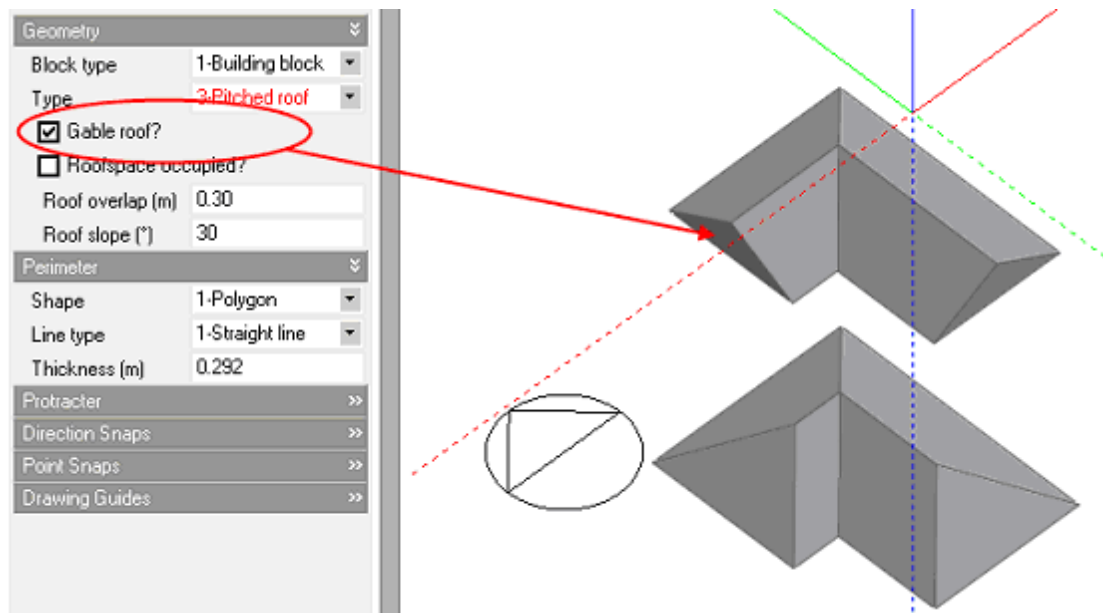 Geometry
Block type 1-Building block
Type 3-Pitched roof
Gable roof?
Roofspace occupied?
Roof overlap (m) 0.30
Roof slope (°) 30
Perimeter
Shape 1-Polygon
Line type 1-Straight line
Thickness (m) 0.292
Protracter
Direction Snaps
Point Snaps
Drawing Guides